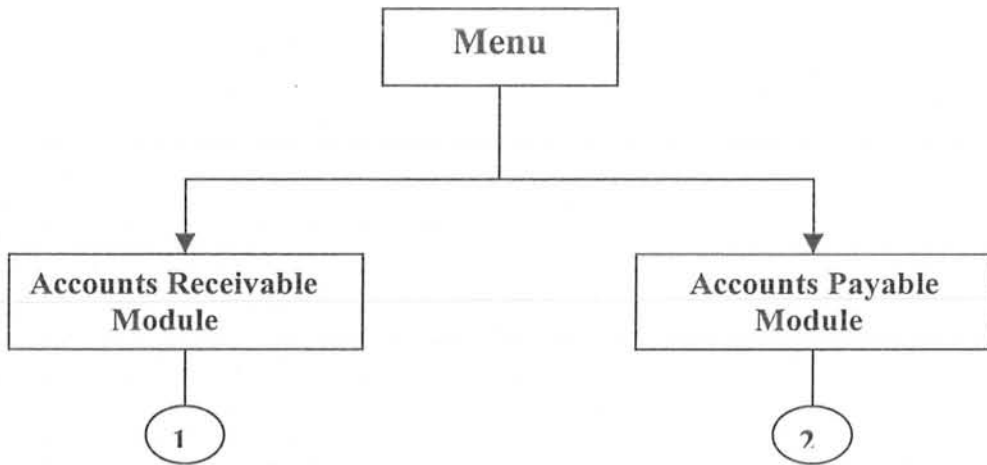 Menu
Accounts Receivable
Module
Accounts Payable
Module
1
2